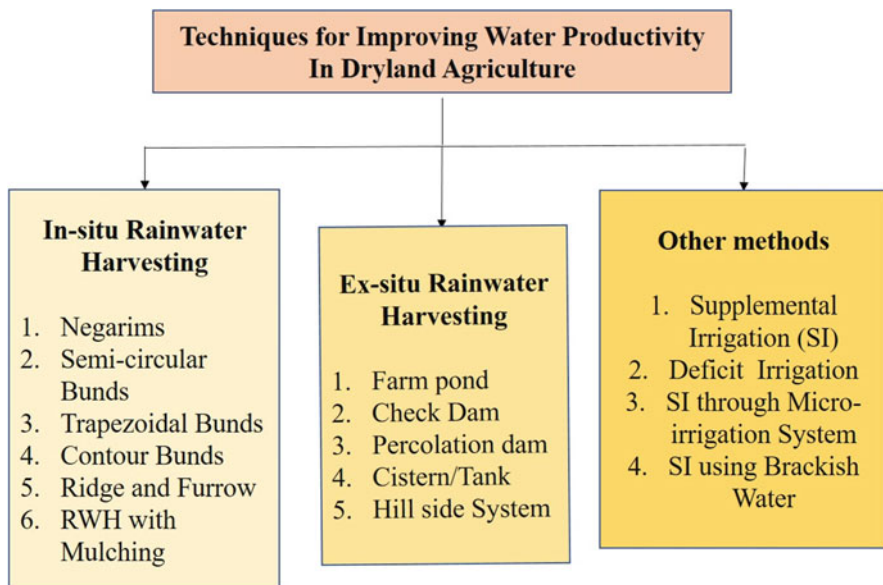 Techniques for Improving Water Productivity
In Dryland Agriculture
In-situ Rainwater
Harvesting
1. Negarims
2. Semi-circular
Bunds
3. Trapezoidal Bunds
4. Contour Bunds
5. Ridge and Furrow
6. RWH with
Mulching
Ex-situ Rainwater
Harvesting
1. Farm pond
2. Check Dam
3. Percolation dam
4. Cistern/Tank
5. Hill side System
Other methods
1. Supplemental
Irrigation (SI)
2. Deficit Irrigation
3. SI through Micro-
irrigation System
4. SI using Brackish
Water